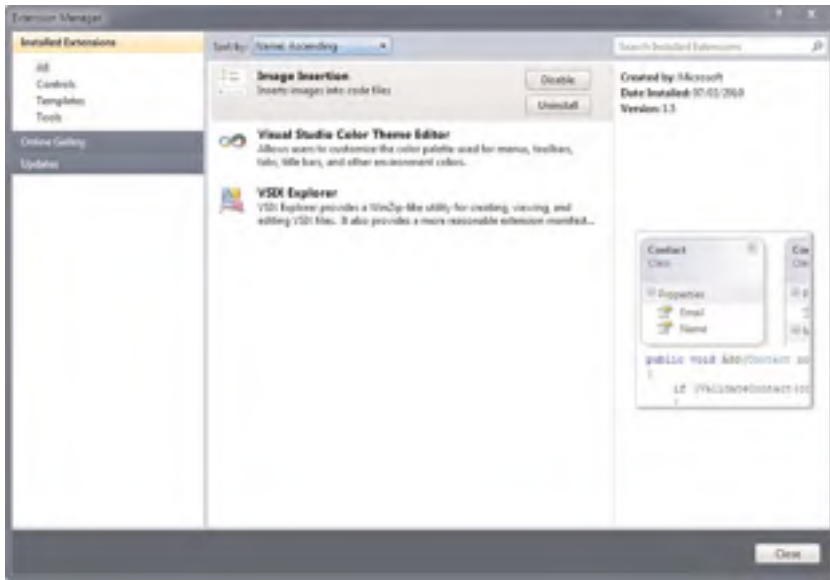 Extension Manager
Installed Extensions
All
Controls
Templates
Tools
Online Gallery
Updates
Sort by: Name: Ascending
Search Installed Extensions
Image Insertion
Inserts images into code files
Disable
Uninstall
Visual Studio Color Theme Editor
Allows users to customize the color palette used for menus, toolbars,
tabs, title bars, and other environment colors.
VSIX Explorer
VSIX Explorer provides a WinZip-like utility for creating, viewing, and
editing VSIX files. It also provides a more reasonable extension manifest...
Created by: Microsoft
Date Installed:
Version: 1.5
Contact
Class
Properties
Email
Name
public void Add(Contact
if (ValidateContact(
Close